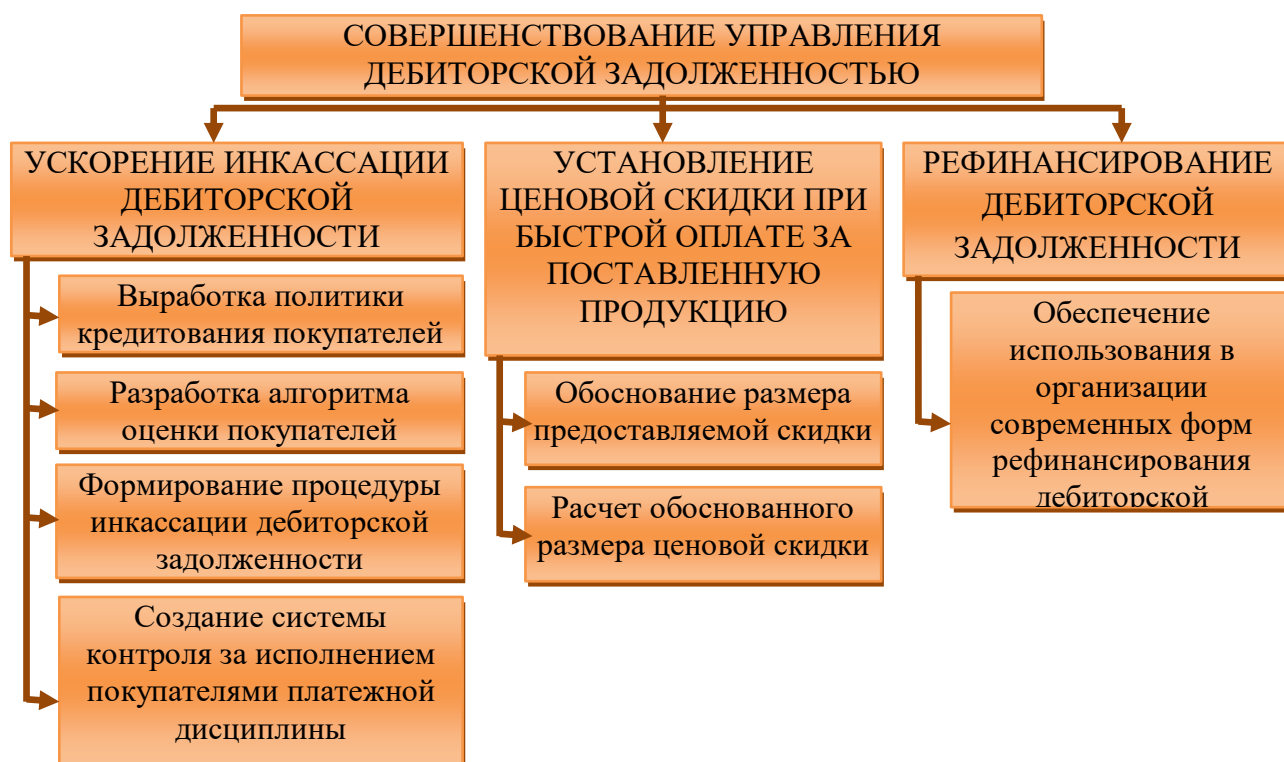 СОВЕРШЕНСТВОВАНИЕ УПРАВЛЕНИЯ
ДЕБИТОРСКОЙ ЗАДОЛЖЕННОСТЬЮ
УСКОРЕНИЕ ИНКАССАЦИИ
ДЕБИТОРСКОЙ
ЗАДОЛЖЕННОСТИ
Выработка политики
кредитования покупателей
Разработка алгоритма
оценки покупателей
Формирование процедуры
инкассации дебиторской
задолженности
Создание системы
контроля за исполнением
покупателями платежной
дисциплины
УСТАНОВЛЕНИЕ
ЦЕНОВОЙ СКИДКИ ПРИ
БЫСТРОЙ ОПЛАТЕ ЗА
ПОСТАВЛЕННУЮ
ПРОДУКЦИЮ
Обоснование размера
предоставляемой скидки
Расчет обоснованного
размера ценовой скидки
РЕФИНАНСИРОВАНИЕ
ДЕБИТОРСКОЙ
ЗАДОЛЖЕННОСТИ
Обеспечение
использования в
организации
современных форм
рефинансирования
дебиторской